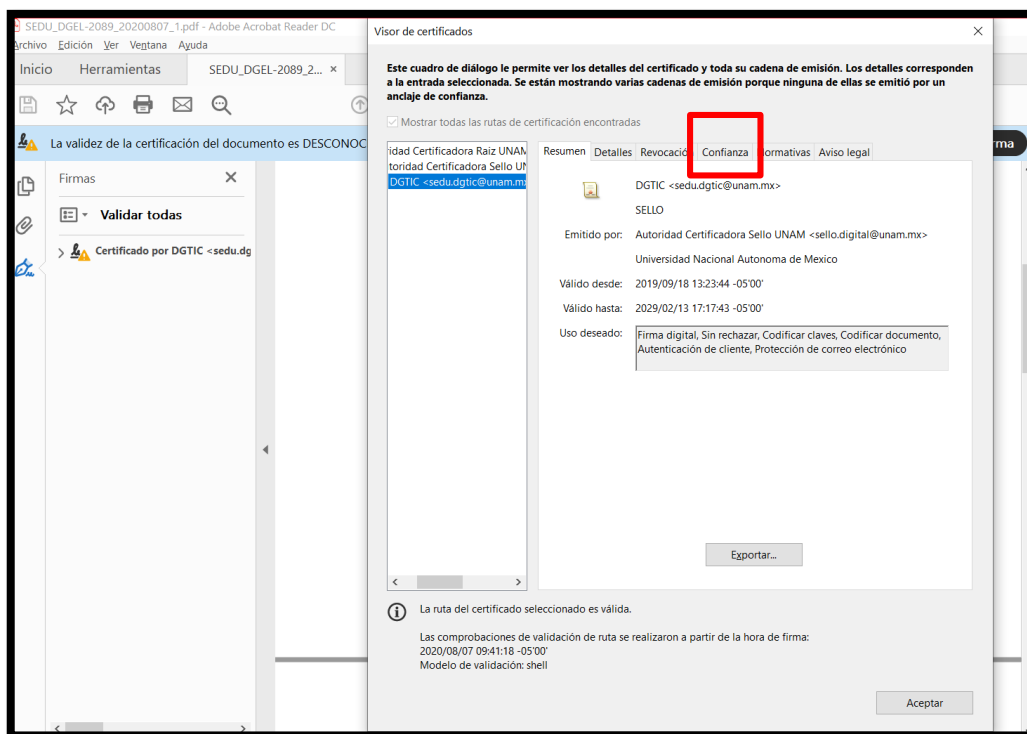 SEDU_DGEL-2089_20200807_1.pdf - Adobe Acrobat Reader DC
Archivo Edición Ver Ventana Ayuda
Inicio Herramientas SEDU_DGEL-2089_2... ×
La validez de la certificación del documento es DESCONOC
rma
Firmas
Validar todas
Certificado por DGTIC <sedu.dg
Visor de certificados
Este cuadro de diálogo le permite ver los detalles del certificado y toda su cadena de emisión. Los detalles corresponden
a la entrada seleccionada. Se están mostrando varias cadenas de emisión porque ninguna de ellas se emitió por un
anclaje de confianza.
Mostrar todas las rutas de certificación encontradas
idad Certificadora Raiz UNAM
toridad Certificadora Sello UN
DGTIC <sedu.dgtic@unam.mx
Resumen Detalles Revocación Confianza ormativas Aviso legal
DGTIC <sedu.dgtic@unam.mx>
SELLO
Emitido por: Autoridad Certificadora Sello UNAM <sello.digital@unam.mx>
Universidad Nacional Autonoma de Mexico
Válido desde: 2019/09/18 13:23:44 -05'00'
Válido hasta: 2029/02/13 17:17:43 -05'00'
Uso deseado: Firma digital, Sin rechazar, Codificar claves, Codificar documento,
Autenticación de cliente, Protección de correo electrónico
Exportar...
La ruta del certificado seleccionado es válida.
Las comprobaciones de validación de ruta se realizaron a partir de la hora de firma:
2020/08/07 09:41:18 -05'00'
Modelo de validación: shell
Aceptar